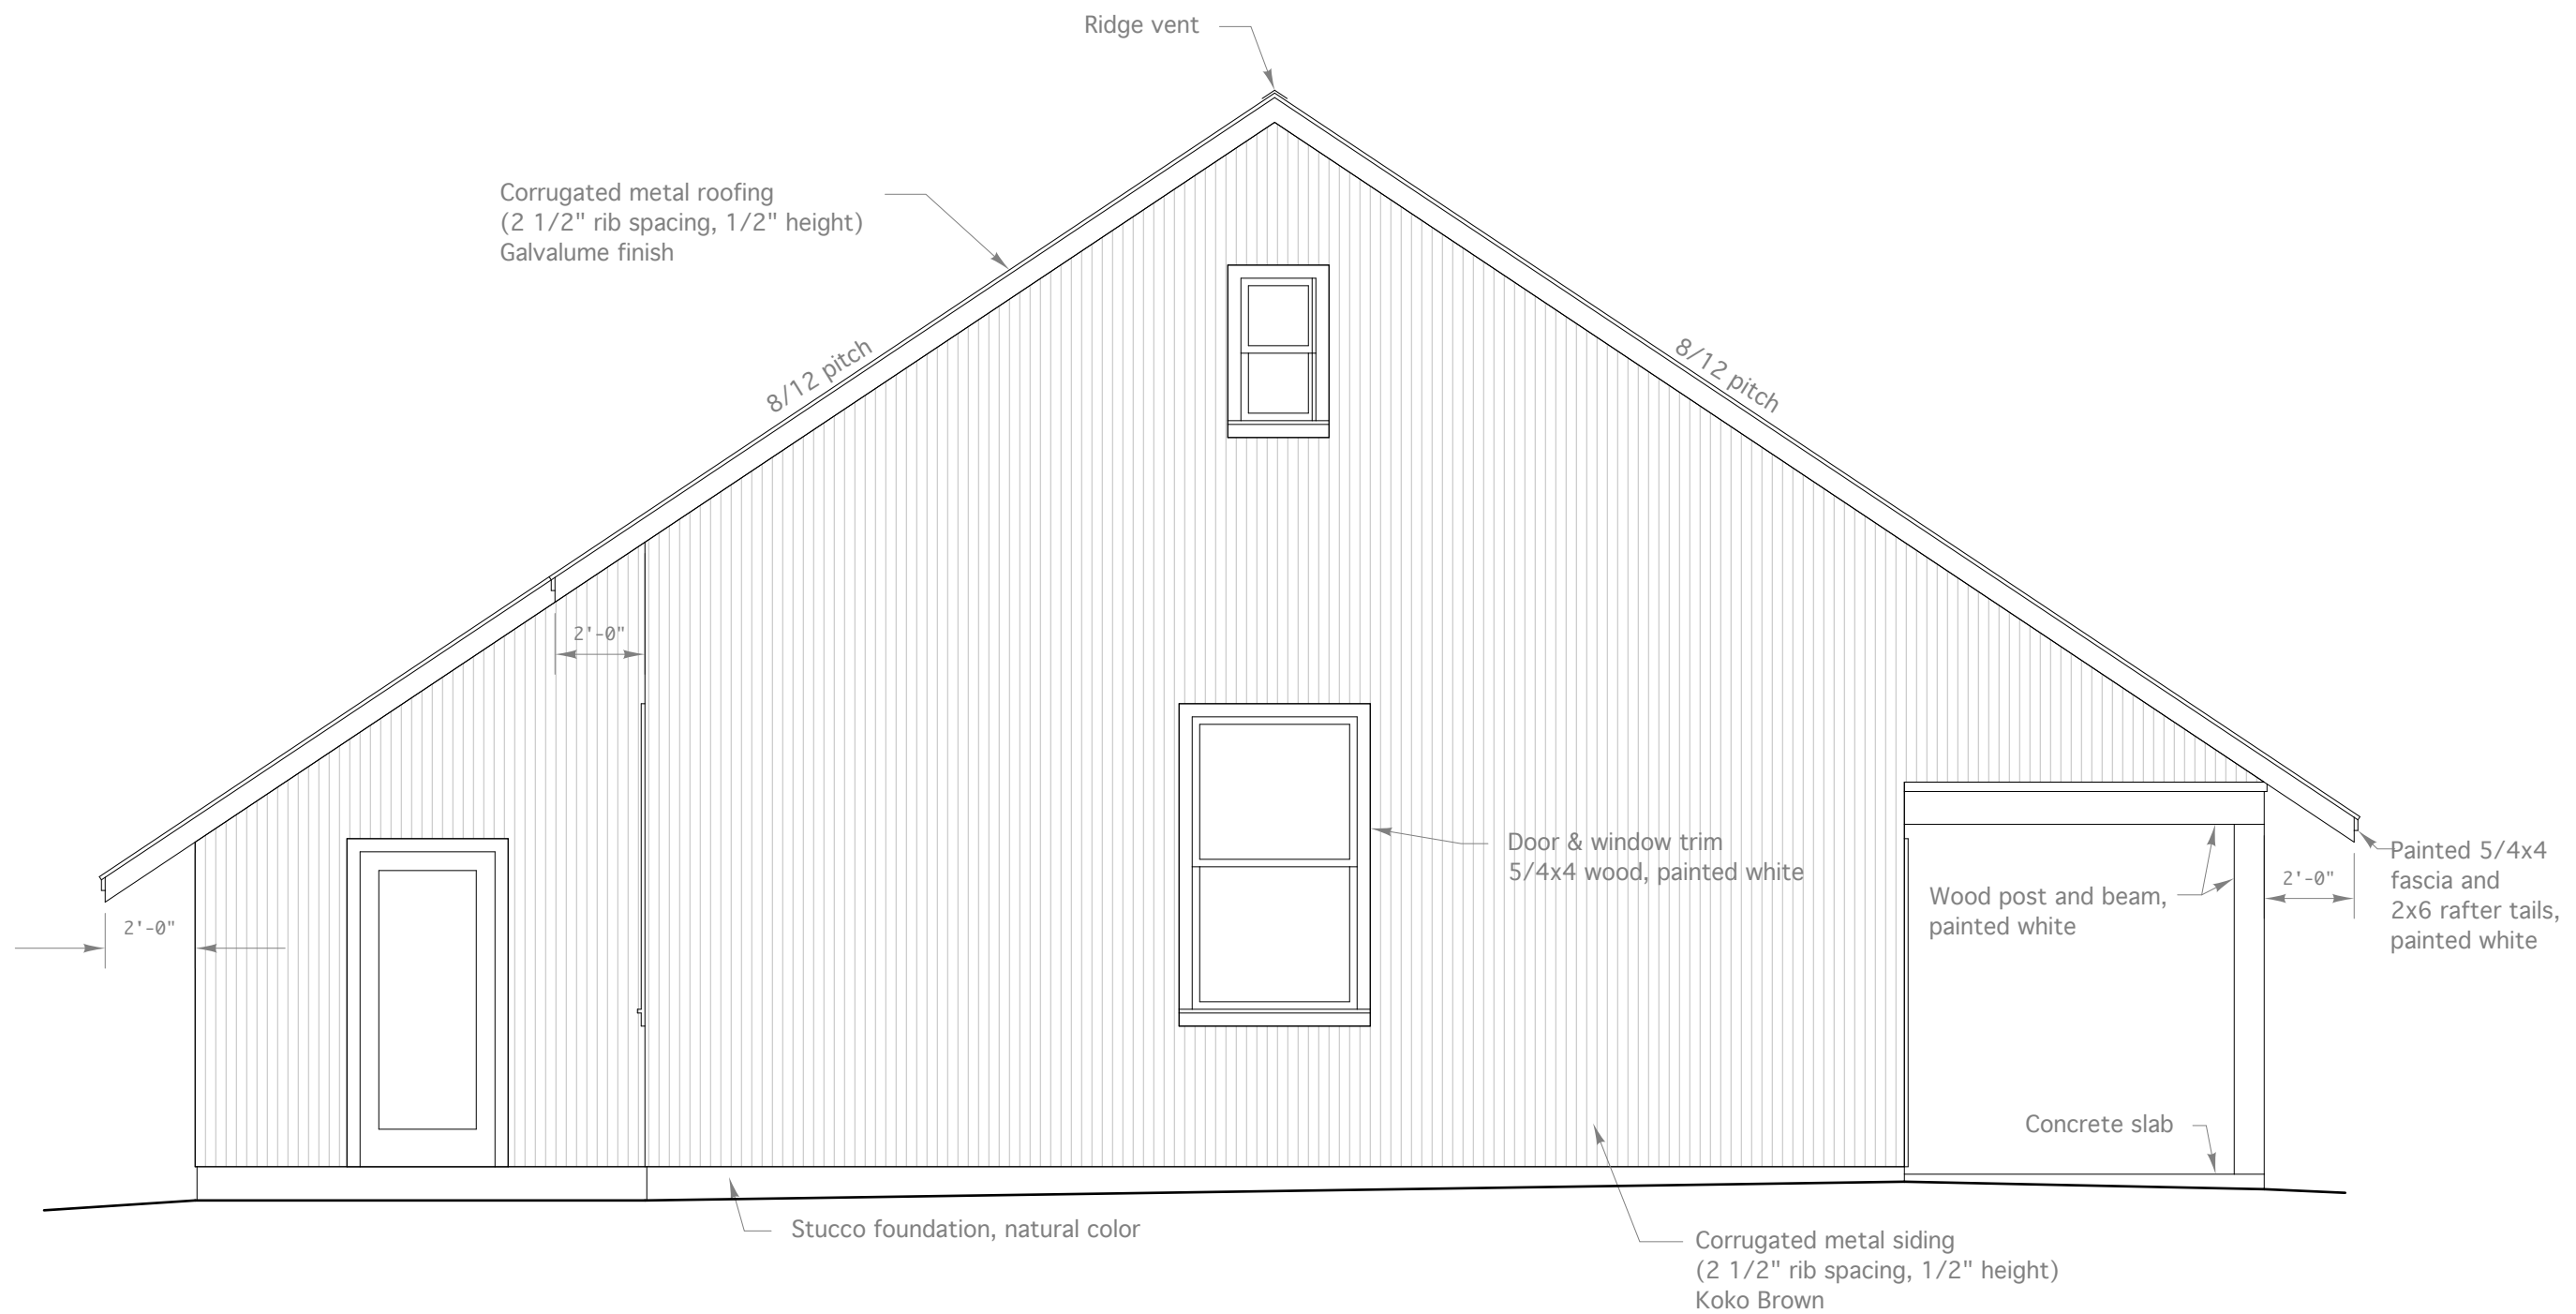 Ridge vent
Corrugated metal roofing
(2 1/2" rib spacing, 1/2" height)
Galvalume finish
8/12 pitch
8/12 pitch
2'-0"
Door & window trim
5/4x4 wood, painted white
Wood post and beam,
painted white
2'-0"
Painted 5/4x4
fascia and
2x6 rafter tails,
painted white
2'-0"
Concrete slab
Stucco foundation, natural color
Corrugated metal siding
(2 1/2" rib spacing, 1/2" height)
Koko Brown